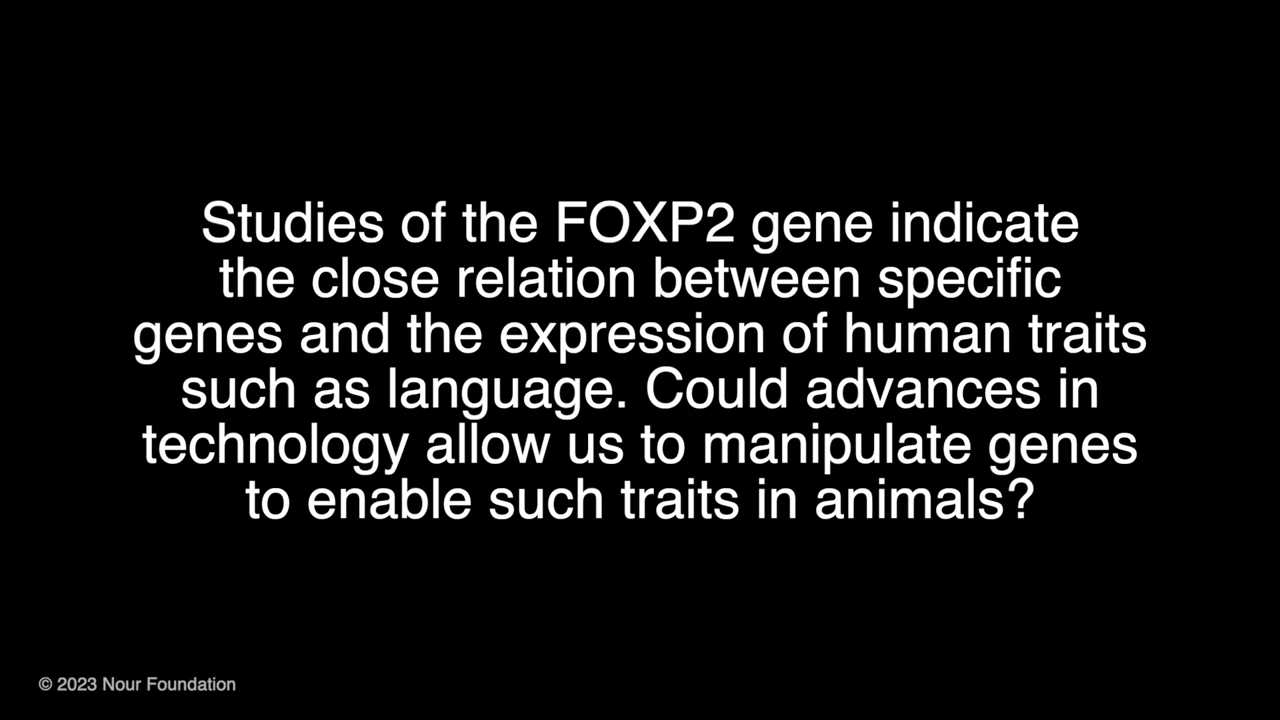 Studies of the FOXP2 gene indicate
the close relation between specific
genes and the expression of human traits
such as language. Could advances in
technology allow us to manipulate genes
to enable such traits in animals?
© 2023 Nour Foundation